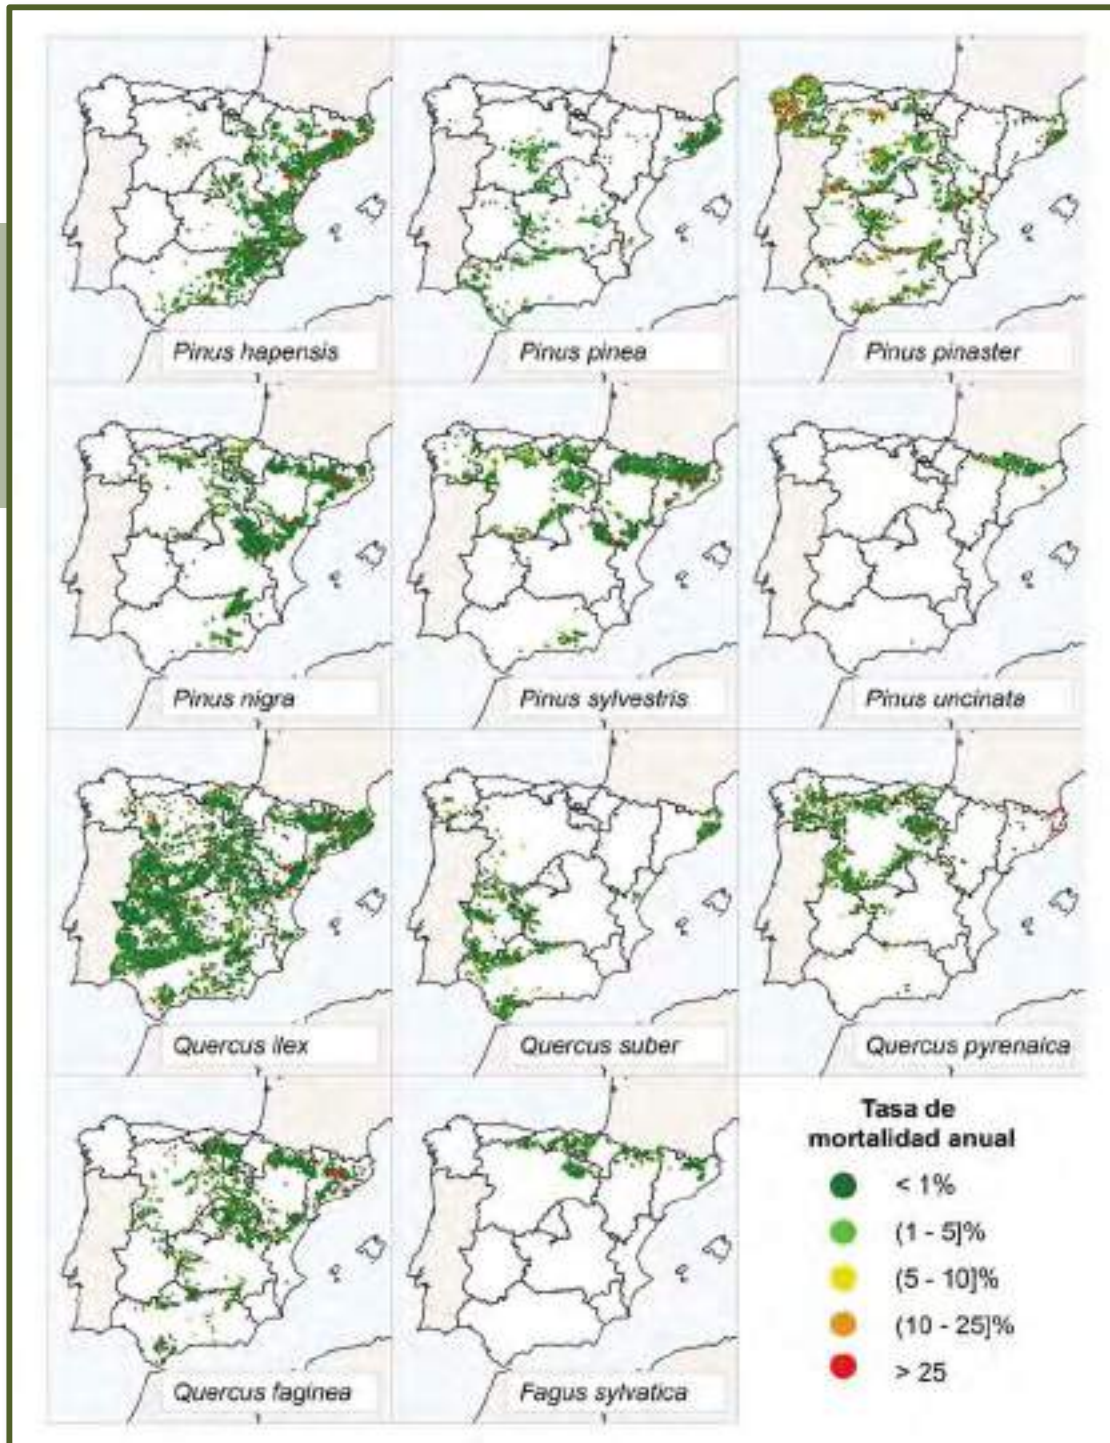 Pinus hapensis
Pinus pinea
Pinus pinaster
Pinus nigra
Pinus sylvestris
Pinus uncinata
Quercus ilex
Quercus suber
Quercus pyrenaica
Quercus faginea
Fagus sylvatica
Tasa de
mortalidad anual
< 1%
(1 - 5]%
(5 - 10]%
(10 - 25]%
> 25